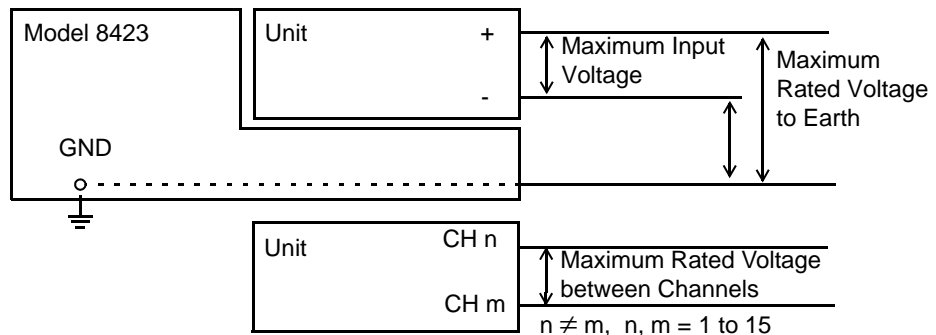 Model 8423
Unit
+
-
Maximum Input
Voltage
Maximum
Rated Voltage
to Earth
GND
Unit
CH n
CH m
Maximum Rated Voltage
between Channels
n ≠ m, n, m = 1 to 15